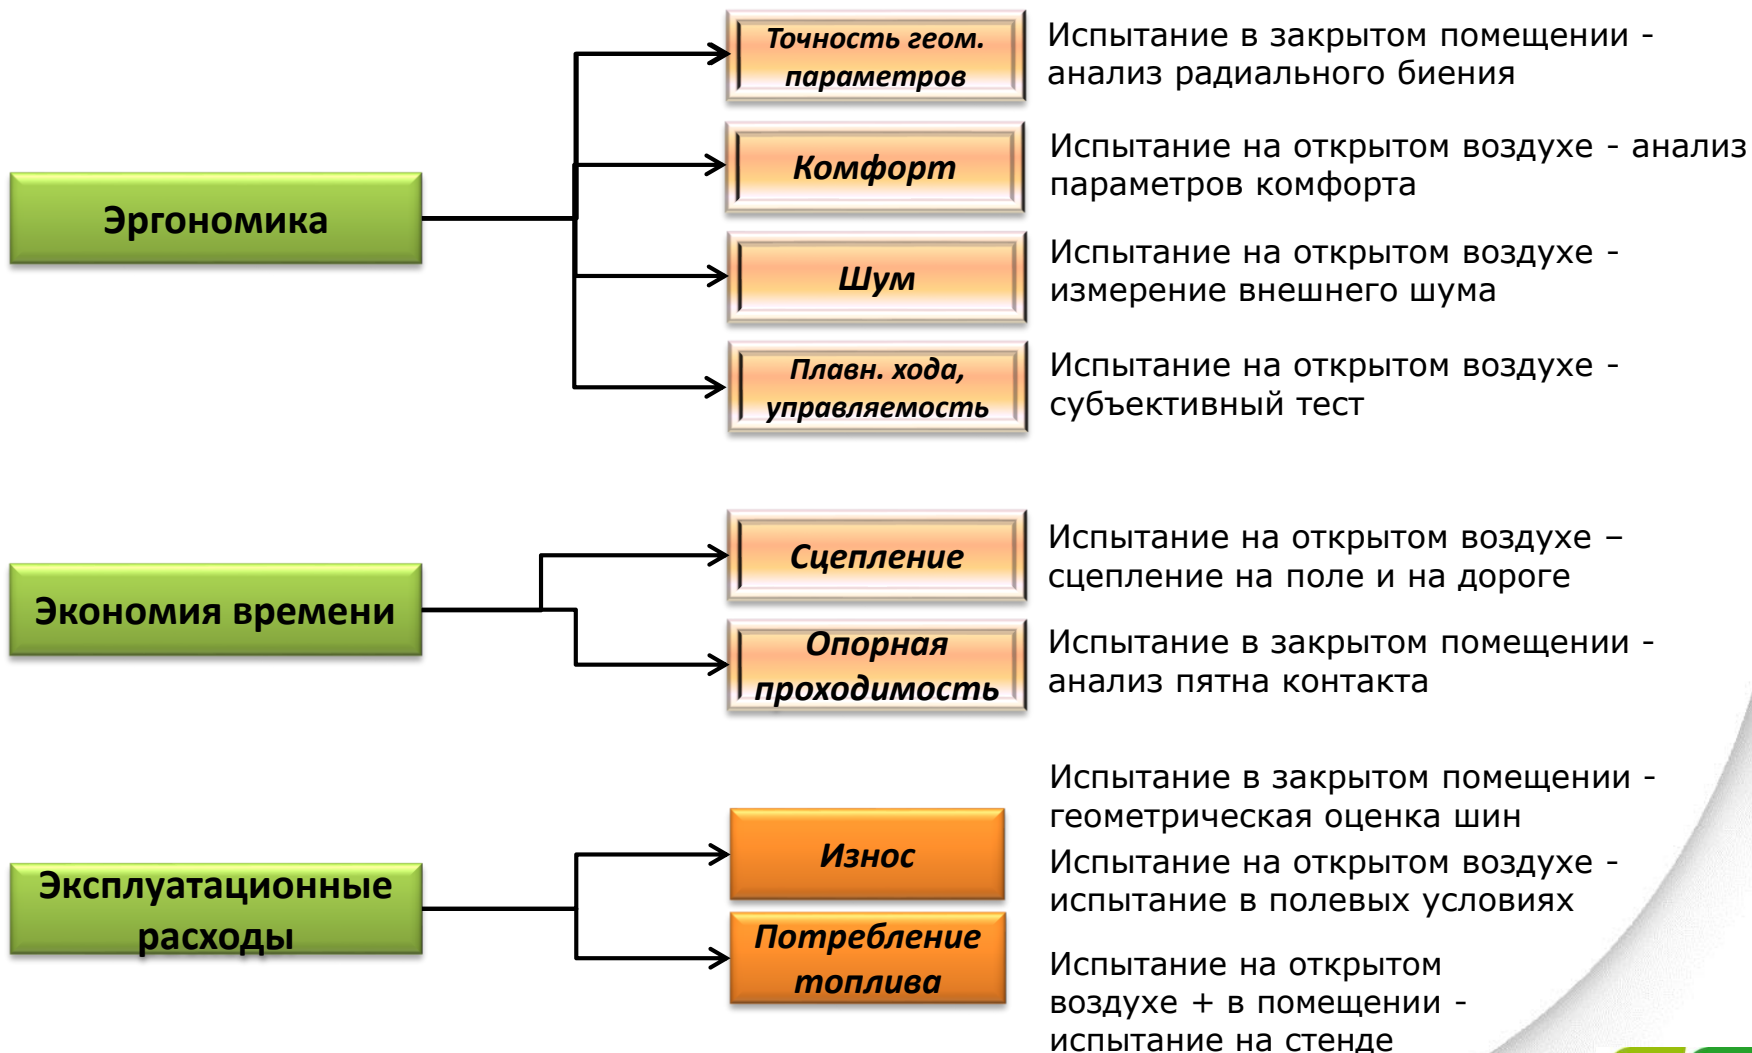 Точность геом.
параметров
Испытание в закрытом помещении -
анализ радиального биения
Эргономика
Комфорт
Испытание на открытом воздухе - анализ
параметров комфорта
Шум
Испытание на открытом воздухе -
измерение внешнего шума
Плавн. хода,
управляемость
Испытание на открытом воздухе -
субъективный тест
Экономия времени
Сцепление
Испытание на открытом воздухе –
сцепление на поле и на дороге
Опорная
проходимость
Испытание в закрытом помещении -
анализ пятна контакта
Эксплуатационные
расходы
Износ
Испытание в закрытом помещении -
геометрическая оценка шин
Испытание на открытом воздухе -
испытание в полевых условиях
Потребление
топлива
Испытание на открытом
воздухе + в помещении -
испытание на стенде